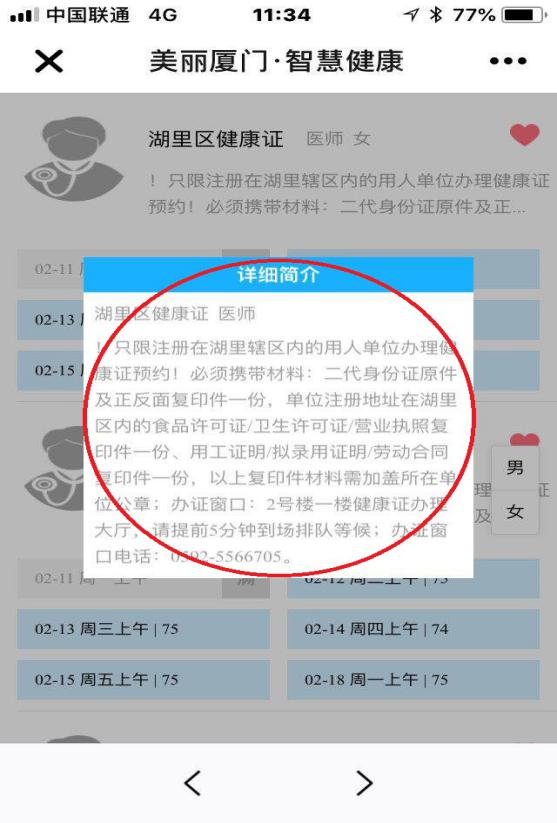 中国联通 4G 11:34 77%
美丽厦门·智慧健康
湖里区健康证 医师 女
！只限注册在湖里辖区内的用人单位办理健康证
预约！必须携带材料：二代身份证原件及正...
02-11 周
详细简介
02-13 周
湖里区健康证 医师
！只限注册在湖里辖区内的用人单位办理健
02-15 周
康证预约！必须携带材料：二代身份证原件
及正反面复印件一份，单位注册地址在湖里
区内的食品许可证/卫生许可证/营业执照复
印件一份、用工证明/拟录用证明/劳动合同
复印件一份，以上复印件材料需加盖所在单
位公章；办证窗口：2号楼一楼健康证办理
大厅，请提前5分钟到场排队等候；办证窗
口电话：0592-5566705。
男
女
理 证
及
02-11 周一上午 满
02-12 周二上午 | 75
02-13 周三上午 | 75
02-14 周四上午 | 74
02-15 周五上午 | 75
02-18 周一上午 | 75